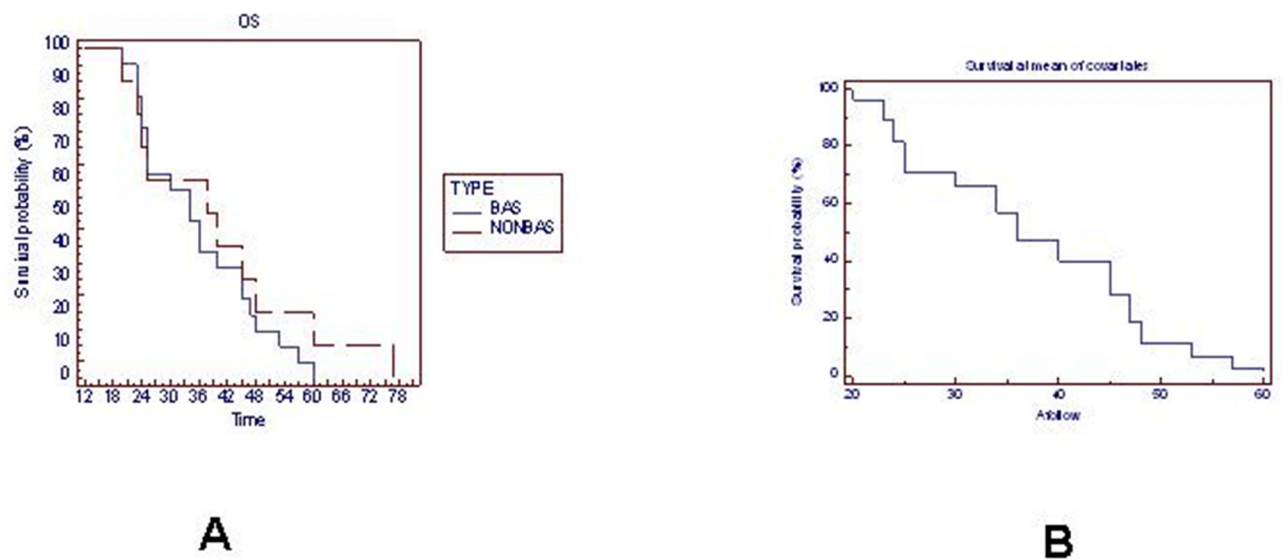 OS
100
90
80
70
60
50
40
30
20
10
0
Survival probability (%)
12 18 24 30 36 42 48 54 60 66 72 78
Time
TYPE
BAS
NONBAS
A
Survival at mean of covariates
100
80
60
40
20
0
Survival probability (%)
20 30 40 50 60
B